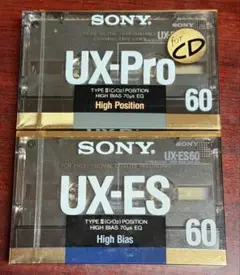 SONY
for CD
UX-Pro
TYPE II (CrO₂) POSITION
HIGH BIAS 70µs EQ
High Position
60
SONY
UX-ES60
UX-ES
TYPE II (CrO₂) POSITION
HIGH BIAS 70µs EQ
High Bias
60